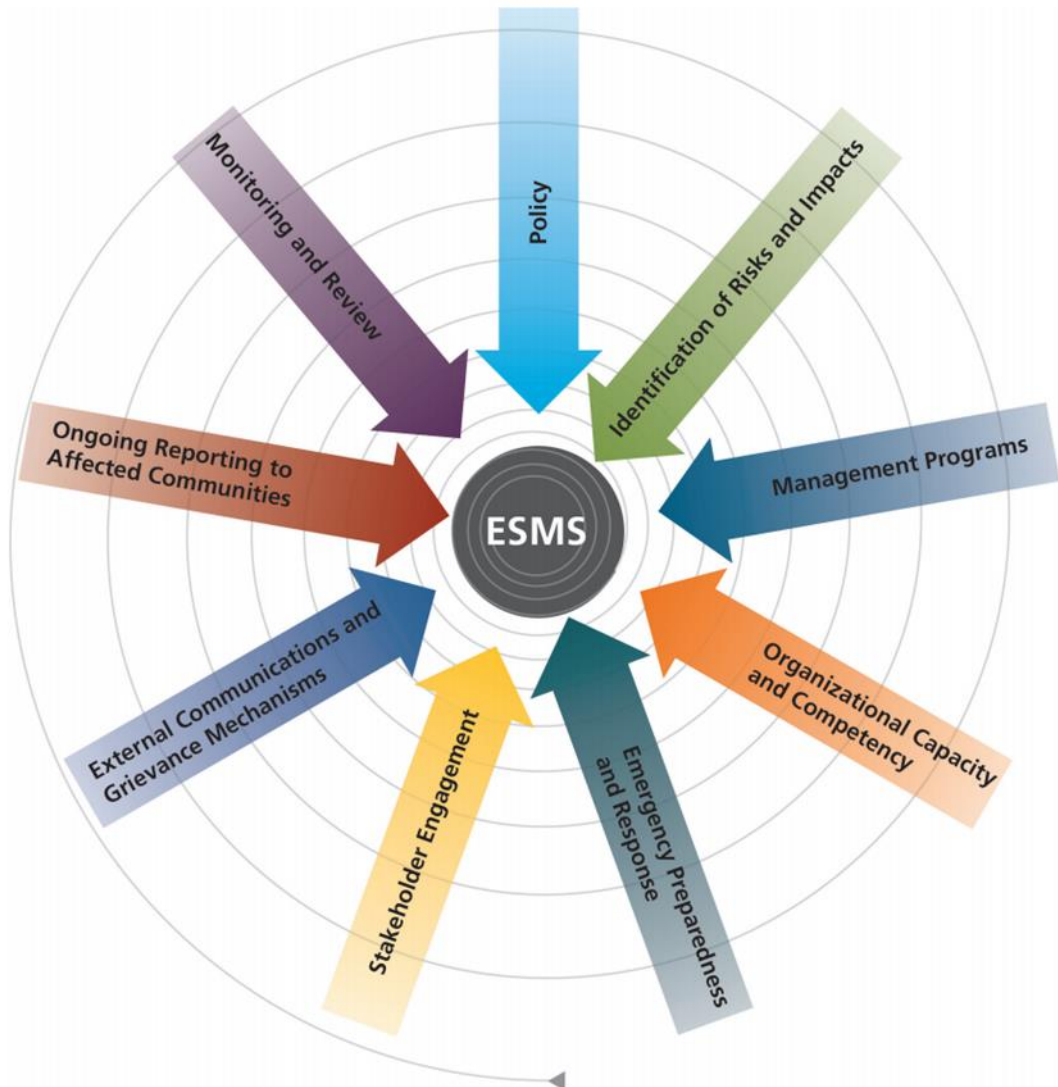 Policy
Identification of Risks and Impacts
Management Programs
Organizational Capacity
and Competency
Emergency Preparedness
and Response
Stakeholder Engagement
External Communications and
Grievance Mechanisms
Ongoing Reporting to
Affected Communities
Monitoring and Review
ESMS